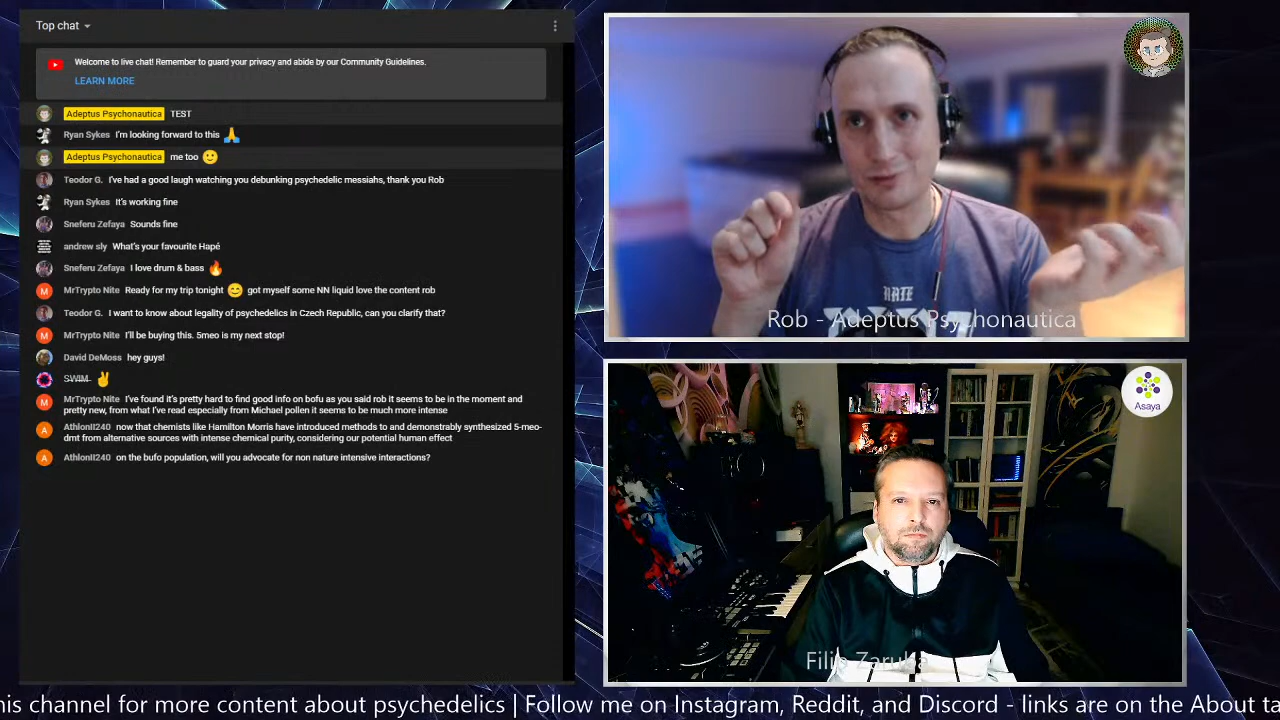 Top chat
Welcome to live chat! Remember to guard your privacy and abide by our Community Guidelines.
LEARN MORE
Adeptus Psychonautica TEST
Ryan Sykes I'm looking forward to this 🙏
Adeptus Psychonautica me too 🙂
Teodor G. I've had a good laugh watching you debunking psychedelic messiahs, thank you Rob
Ryan Sykes It's working fine
Sneferu Zefaya Sounds fine
andrew sly What's your favourite Hapé
Sneferu Zefaya I love drum & bass 🔥
MrTrypto Nite Ready for my trip tonight 😊 got myself some NN liquid love the content rob
Teodor G. I want to know about legality of psychedelics in Czech Republic, can you clarify that?
MrTrypto Nite I'll be buying this. 5meo is my next stop!
David DeMoss hey guys!
S̶W̶I̶M̶ ✌
MrTrypto Nite I've found it's pretty hard to find good info on bofu as you said rob it seems to be in the moment and
pretty new, from what I've read especially from Michael pollen it seems to be much more intense
AthlonII240 now that chemists like Hamilton Morris have introduced methods to and demonstrably synthesized 5-meo-
dmt from alternative sources with intense chemical purity, considering our potential human effect
AthlonII240 on the bufo population, will you advocate for non nature intensive interactions?
HATE
Rob - Adeptus Psychonautica
Asaya
Filip Zaruba
his channel for more content about psychedelics | Follow me on Instagram, Reddit, and Discord - links are on the About ta